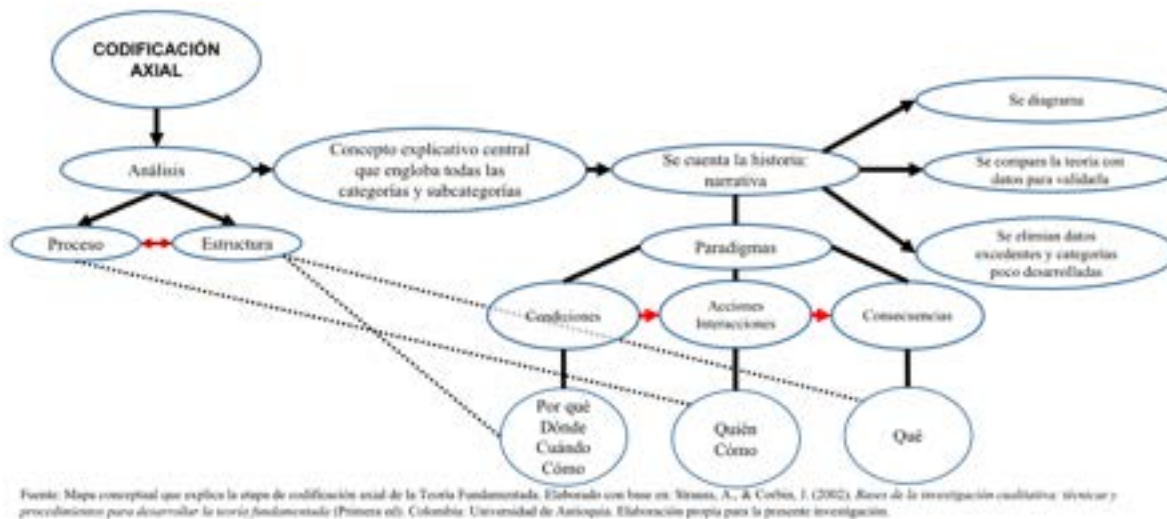 CODIFICACIÓN
AXIAL
Análisis
Concepto explicativo central
que engloba todas las
categorías y subcategorías
Se cuenta la historia:
narrativa
Se diagrama
Se compara la teoría con
datos para validarla
Se elimian datos
excedentes y categorías
poco desarrolladas
Proceso
Estructura
Paradigmas
Condiciones
Acciones
Interacciones
Consecuencias
Por qué
Dónde
Cuándo
Cómo
Quién
Cómo
Qué
Fuente: Mapa conceptual que explica la etapa de codificación axial de la Teoría Fundamentada. Elaborado con base en: Strauss, A., & Corbin, J. (2002). Bases de la investigación cualitativa: técnicas y
procedimientos para desarrollar la teoría fundamentada (Primera ed). Colombia: Universidad de Antioquia. Elaboración propia para la presente investigación.